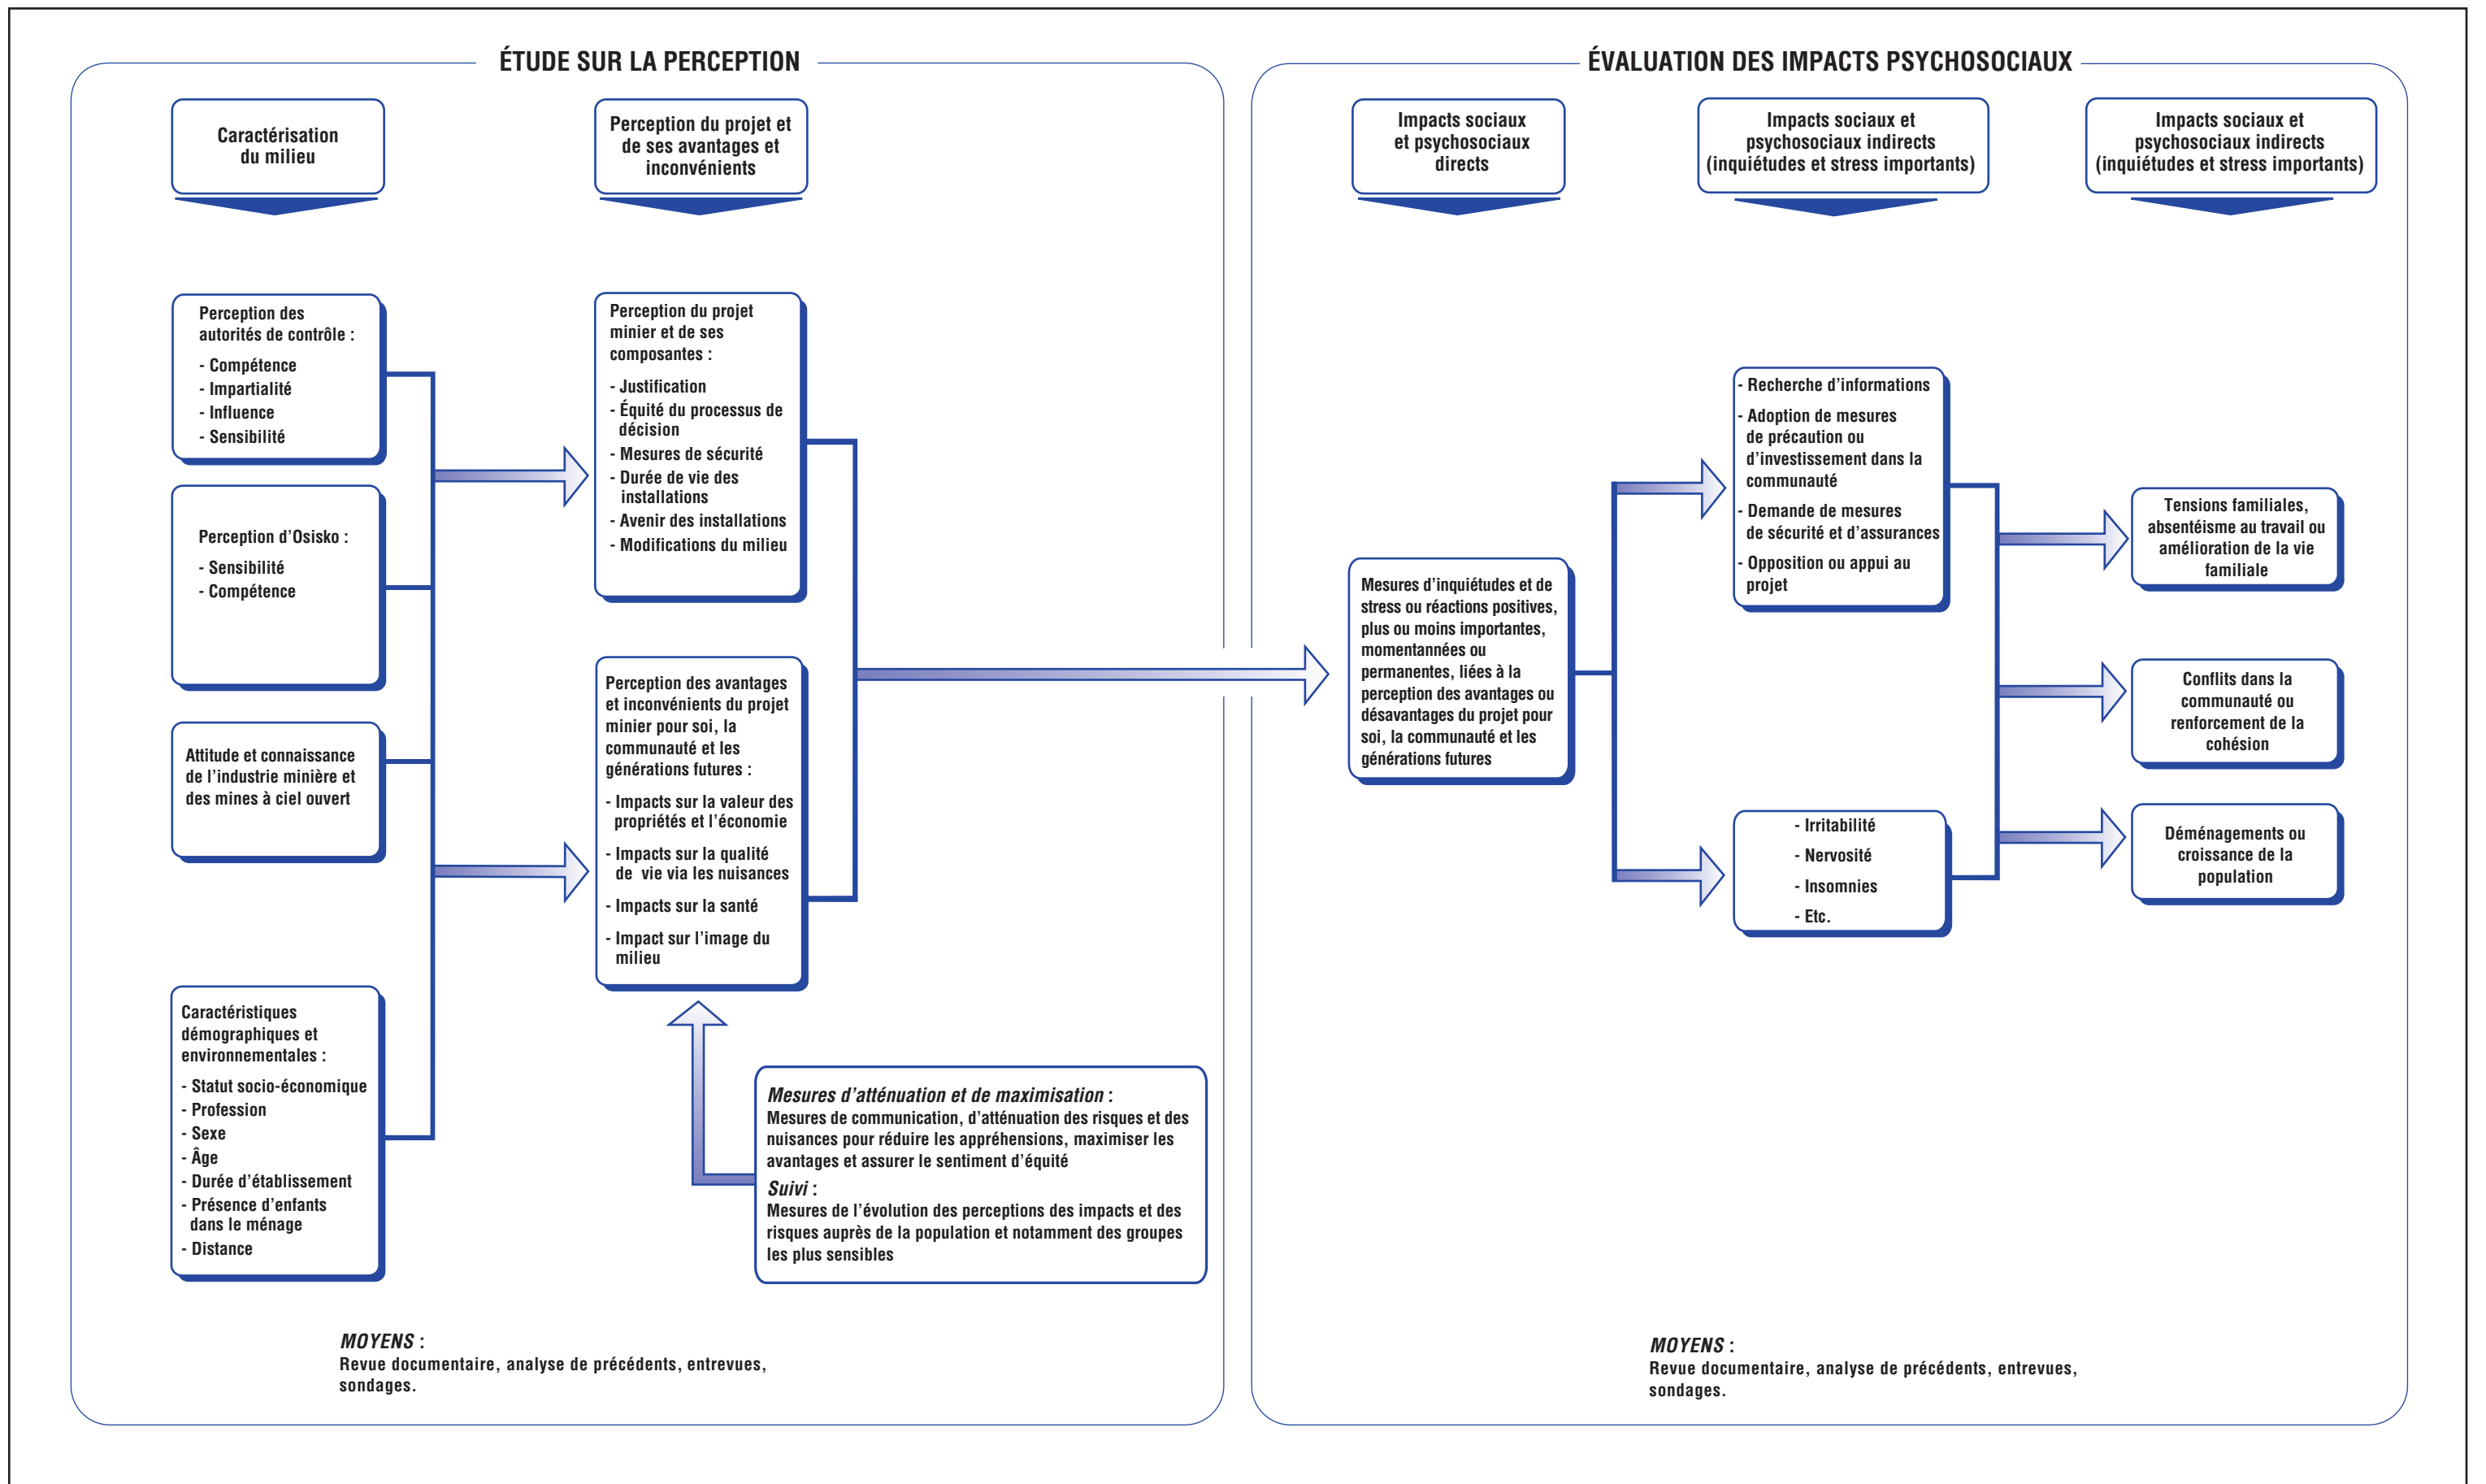 ÉTUDE SUR LA PERCEPTION
Caractérisation
du milieu
Perception du projet et
de ses avantages et
inconvénients
Perception des
autorités de contrôle :
- Compétence
- Impartialité
- Influence
- Sensibilité
Perception d'Osisko :
- Sensibilité
- Compétence
Attitude et connaissance
de l'industrie minière et
des mines à ciel ouvert
Caractéristiques
démographiques et
environnementales :
- Statut socio-économique
- Profession
- Sexe
- Âge
- Durée d'établissement
- Présence d'enfants
dans le ménage
- Distance
Perception du projet
minier et de ses
composantes :
- Justification
- Équité du processus de
décision
- Mesures de sécurité
- Durée de vie des
installations
- Avenir des installations
- Modifications du milieu
Perception des avantages
et inconvénients du projet
minier pour soi, la
communauté et les
générations futures :
- Impacts sur la valeur des
propriétés et l'économie
- Impacts sur la qualité
de vie via les nuisances
- Impacts sur la santé
- Impact sur l'image du
milieu
Mesures d'atténuation et de maximisation :
Mesures de communication, d'atténuation des risques et des
nuisances pour réduire les appréhensions, maximiser les
avantages et assurer le sentiment d'équité
Suivi :
Mesures de l'évolution des perceptions des impacts et des
risques auprès de la population et notamment des groupes
les plus sensibles
MOYENS :
Revue documentaire, analyse de précédents, entrevues,
sondages.
ÉVALUATION DES IMPACTS PSYCHOSOCIAUX
Impacts sociaux
et psychosociaux
directs
Impacts sociaux et
psychosociaux indirects
(inquiétudes et stress importants)
Impacts sociaux et
psychosociaux indirects
(inquiétudes et stress importants)
Mesures d'inquiétudes et de
stress ou réactions positives,
plus ou moins importantes,
momentannées ou
permanentes, liées à la
perception des avantages ou
désavantages du projet pour
soi, la communauté et les
générations futures
- Recherche d'informations
- Adoption de mesures
de précaution ou
d'investissement dans la
communauté
- Demande de mesures
de sécurité et d'assurances
- Opposition ou appui au
projet
- Irritabilité
- Nervosité
- Insomnies
- Etc.
Tensions familiales,
absentéisme au travail ou
amélioration de la vie
familiale
Conflits dans la
communauté ou
renforcement de la
cohésion
Déménagements ou
croissance de la
population
MOYENS :
Revue documentaire, analyse de précédents, entrevues,
sondages.